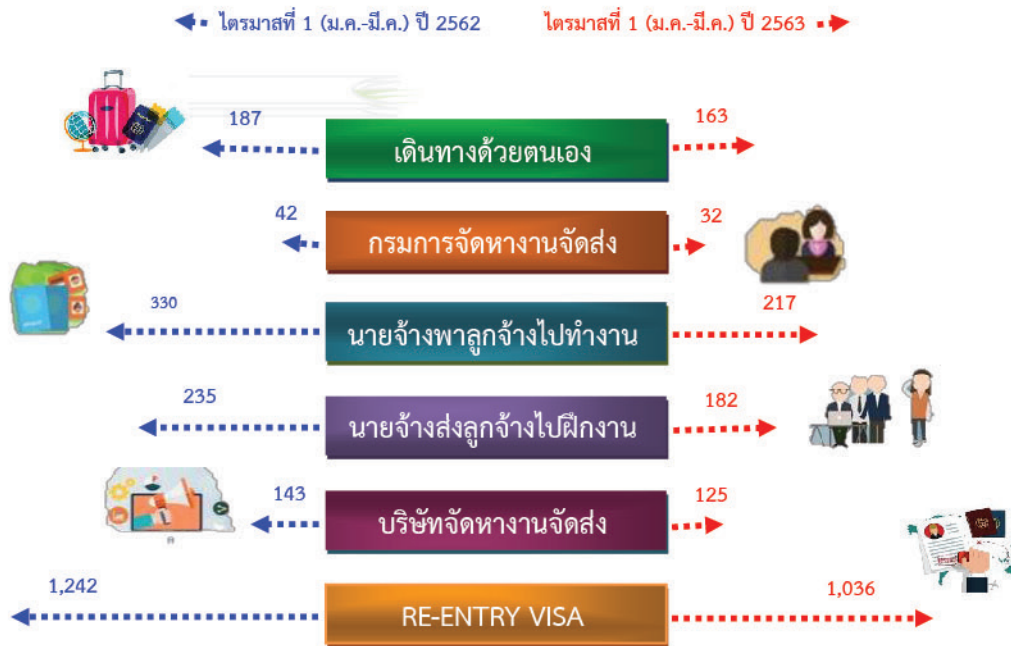 ไตรมาสที่ 1 (ม.ค.-มี.ค.) ปี 2562 ไตรมาสที่ 1 (ม.ค.-มี.ค.) ปี 2563
187 เดินทางด้วยตนเอง 163
42 กรมการจัดหางานจัดส่ง 32
330 นายจ้างพาลูกจ้างไปทำงาน 217
235 นายจ้างส่งลูกจ้างไปฝึกงาน 182
143 บริษัทจัดหางานจัดส่ง 125
1,242 RE-ENTRY VISA 1,036